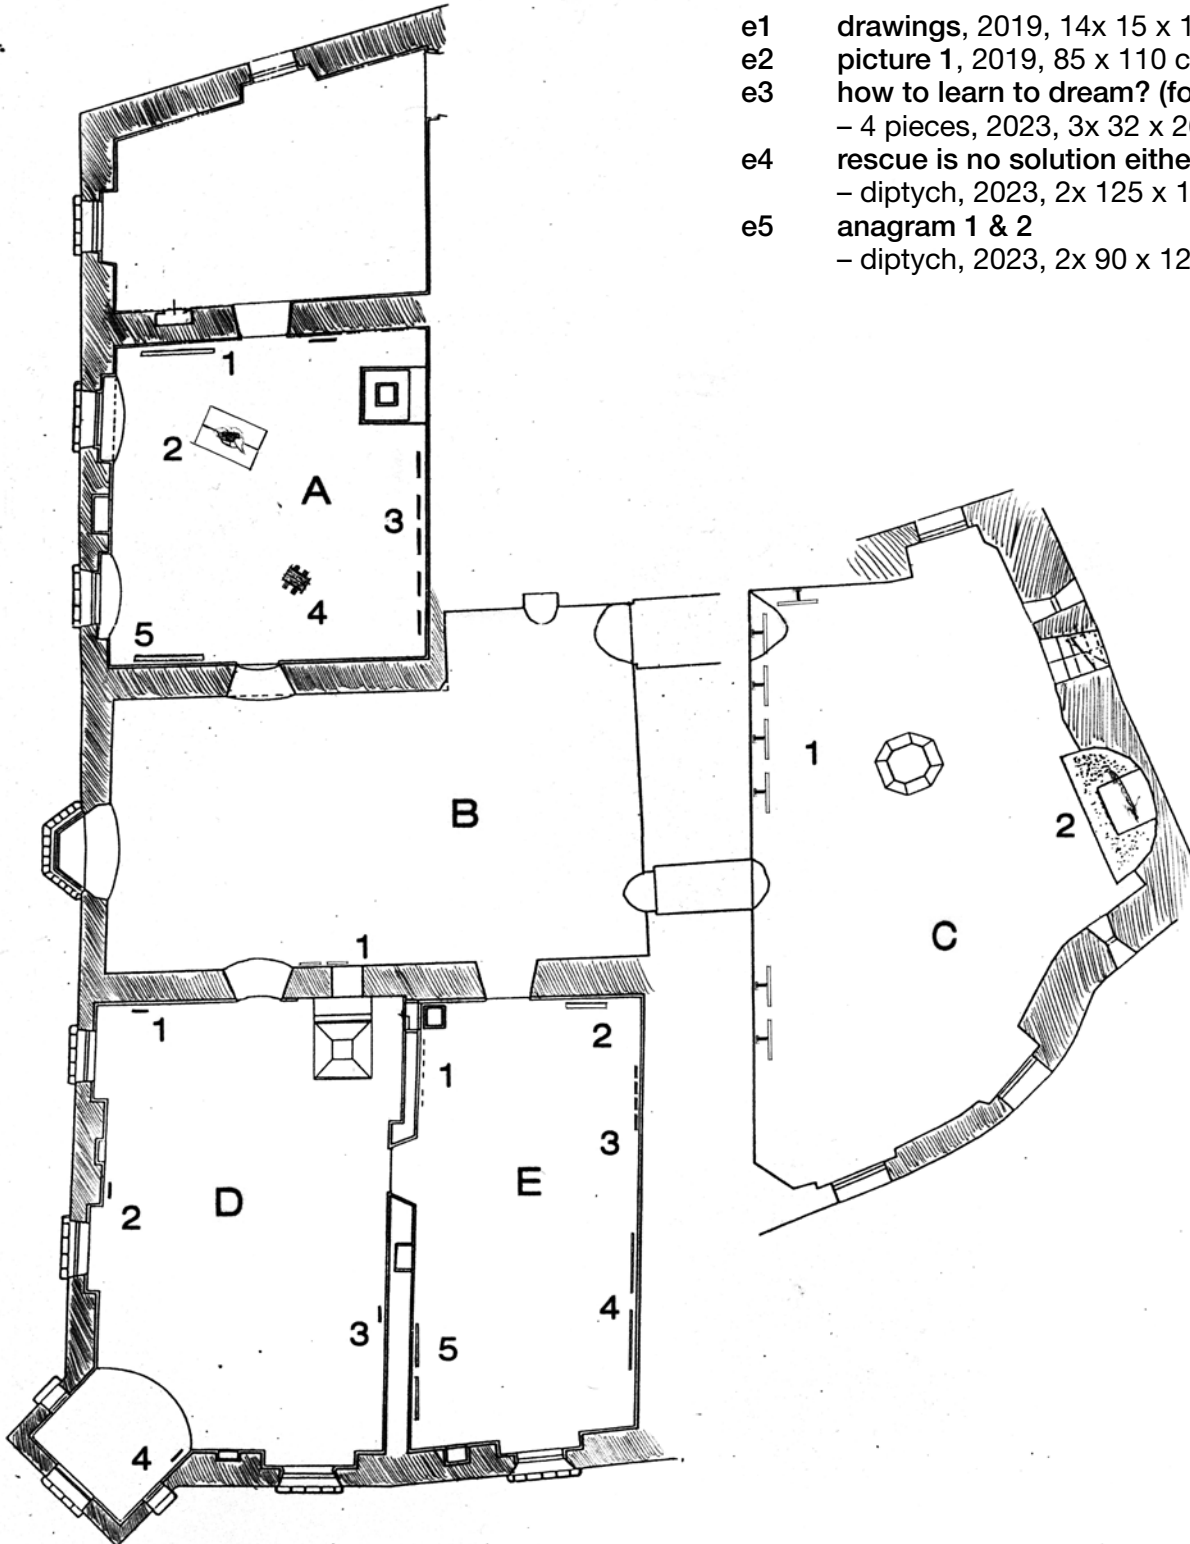 e1 drawings, 2019, 14x 15 x 1
e2 picture 1, 2019, 85 x 110 c
e3 how to learn to dream? (fo
– 4 pieces, 2023, 3x 32 x 2
e4 rescue is no solution eithe
– diptych, 2023, 2x 125 x 1
e5 anagram 1 & 2
– diptych, 2023, 2x 90 x 12
1
2
A
3
4
5
B
1
1
2
C
1
2
D
3
4
1
2
3
E
4
5